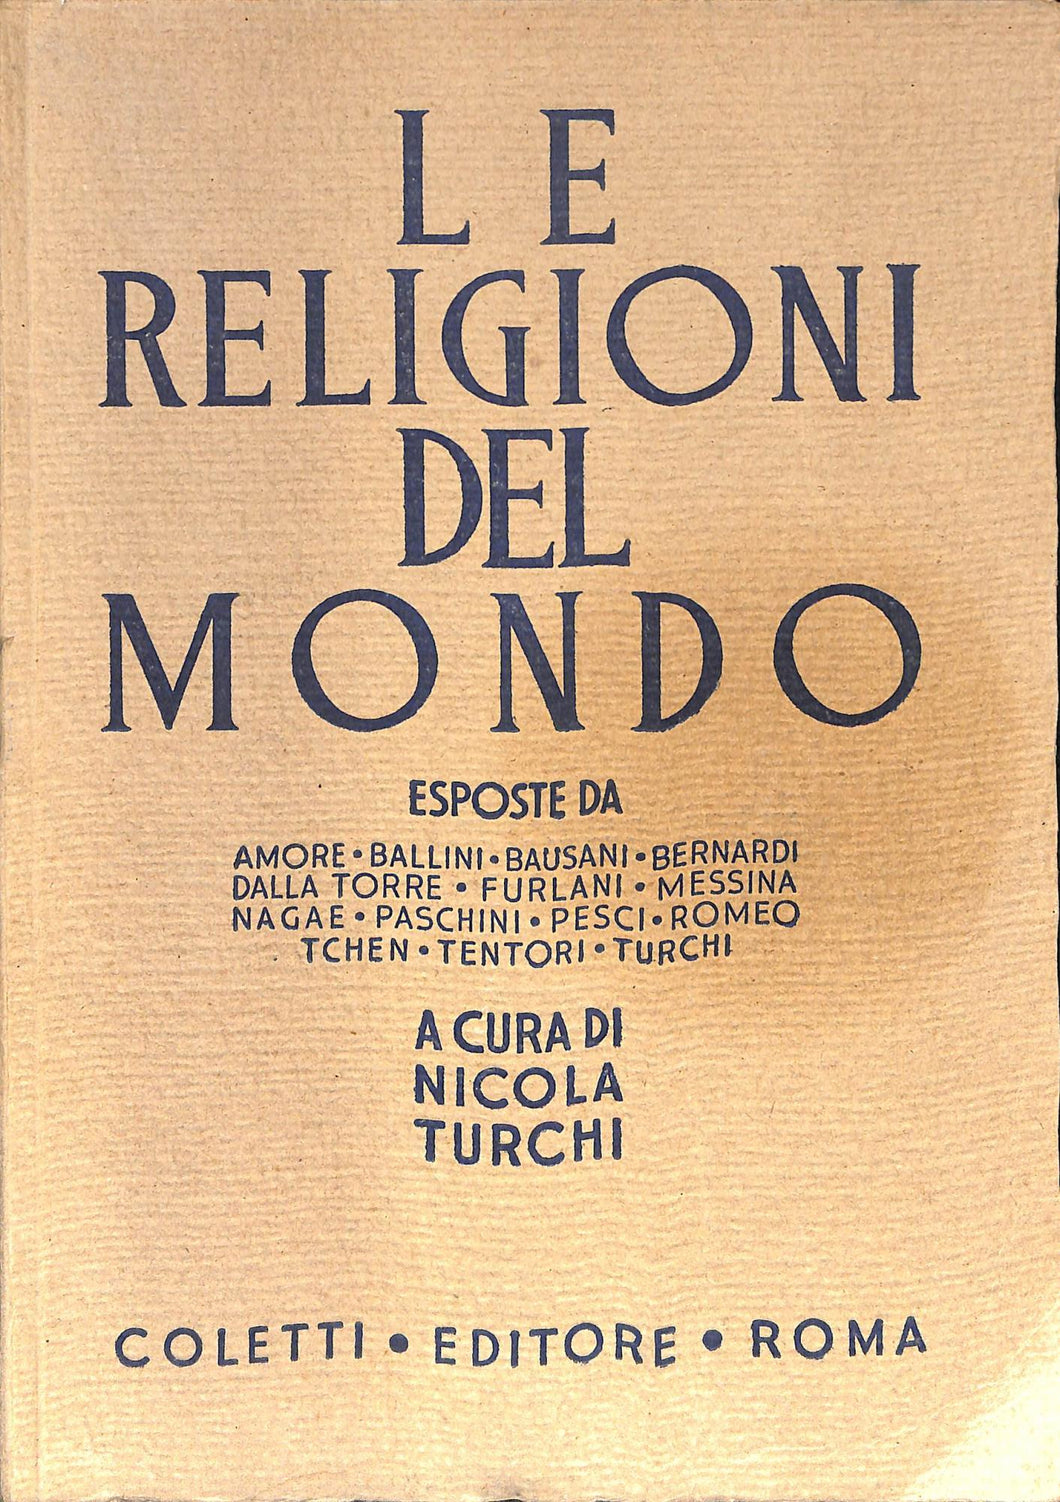 LE
RELIGIONI
DEL
MONDO
ESPOSTE DA
AMORE • BALLINI • BAUSANI • BERNARDI
DALLA TORRE • FURLANI • MESSINA
NAGAE • PASCHINI • PESCI • ROMEO
TCHEN • TENTORI • TURCHI
A CURA DI
NICOLA
TURCHI
COLETTI • EDITORE • ROMA